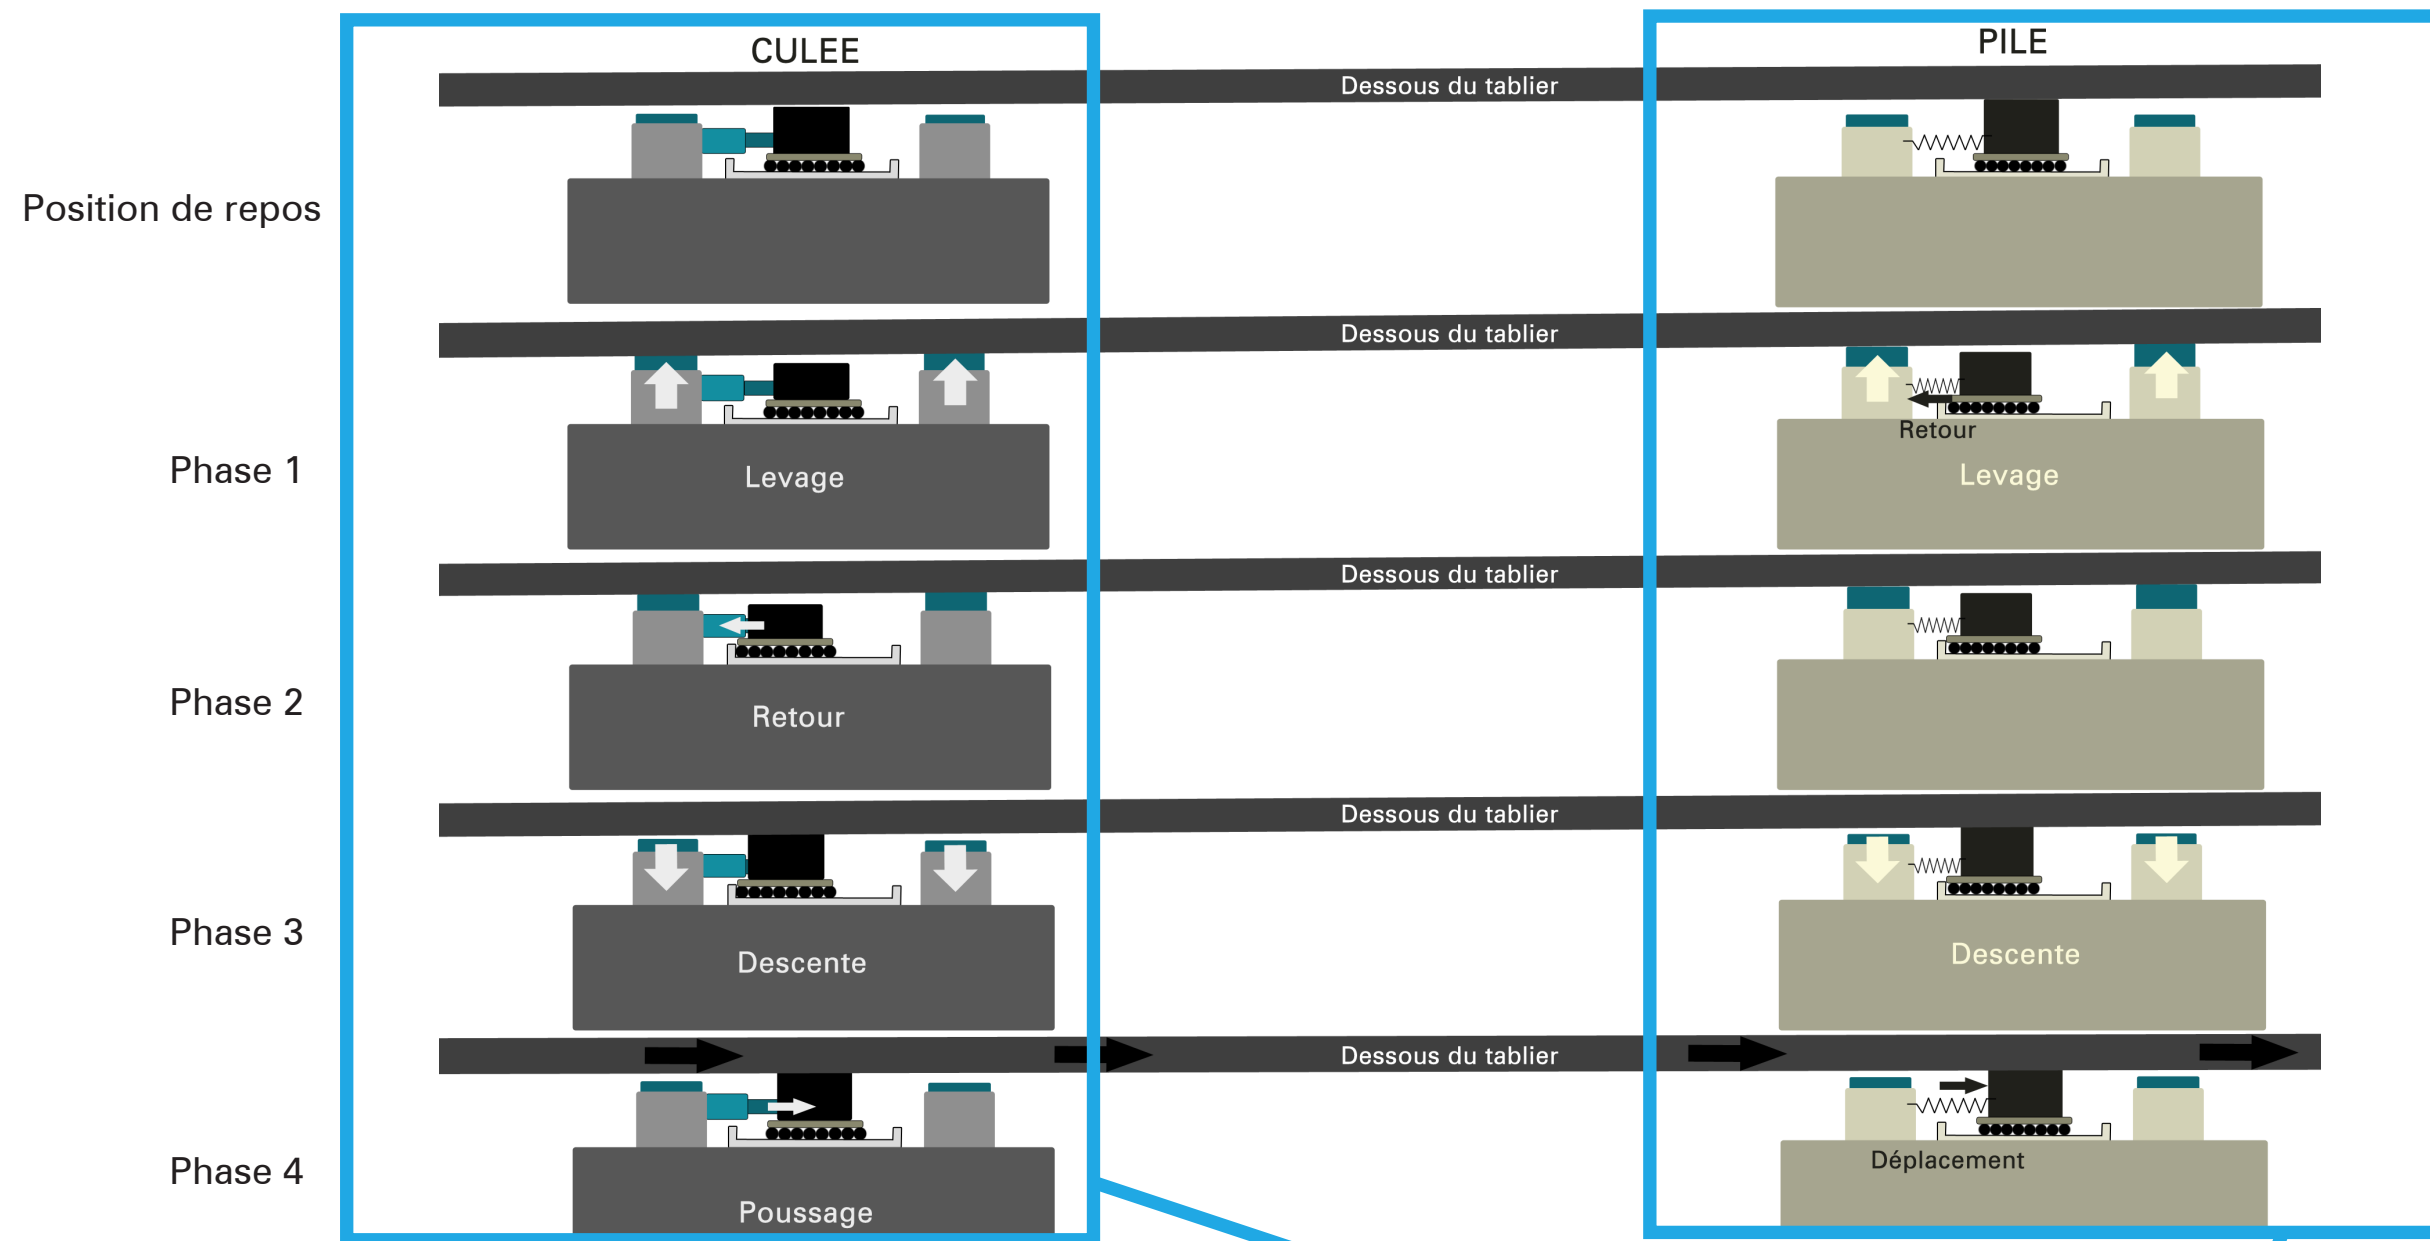 CULEE
PILE
Dessous du tablier
Position de repos
Dessous du tablier
Retour
Phase 1
Levage
Levage
Dessous du tablier
Phase 2
Retour
Dessous du tablier
Phase 3
Descente
Descente
Dessous du tablier
Déplacement
Phase 4
Poussage